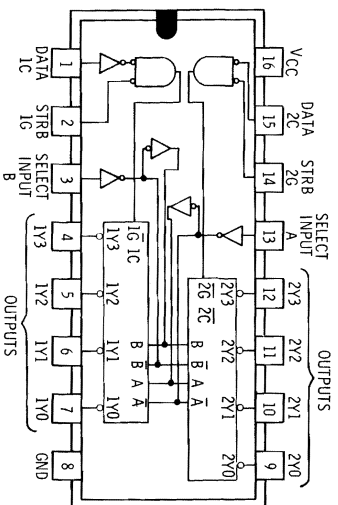 DATA 1C
1
STRB 1G
2
SELECT INPUT B
3
1Y3
4
1Y2
5
1Y1
6
1Y0
7
OUTPUTS
GND
8
VCC
16
DATA 2C
15
STRB 2G
14
SELECT INPUT A
13
2Y3
12
2Y2
11
2Y1
10
2Y0
9
OUTPUTS
1G̅ 1C
1Y3
1Y2
1Y1
1Y0
B
B̅
A
A̅
2G̅ 2C̅
2Y3
2Y2
2Y1
2Y0
B
B̅
A
A̅